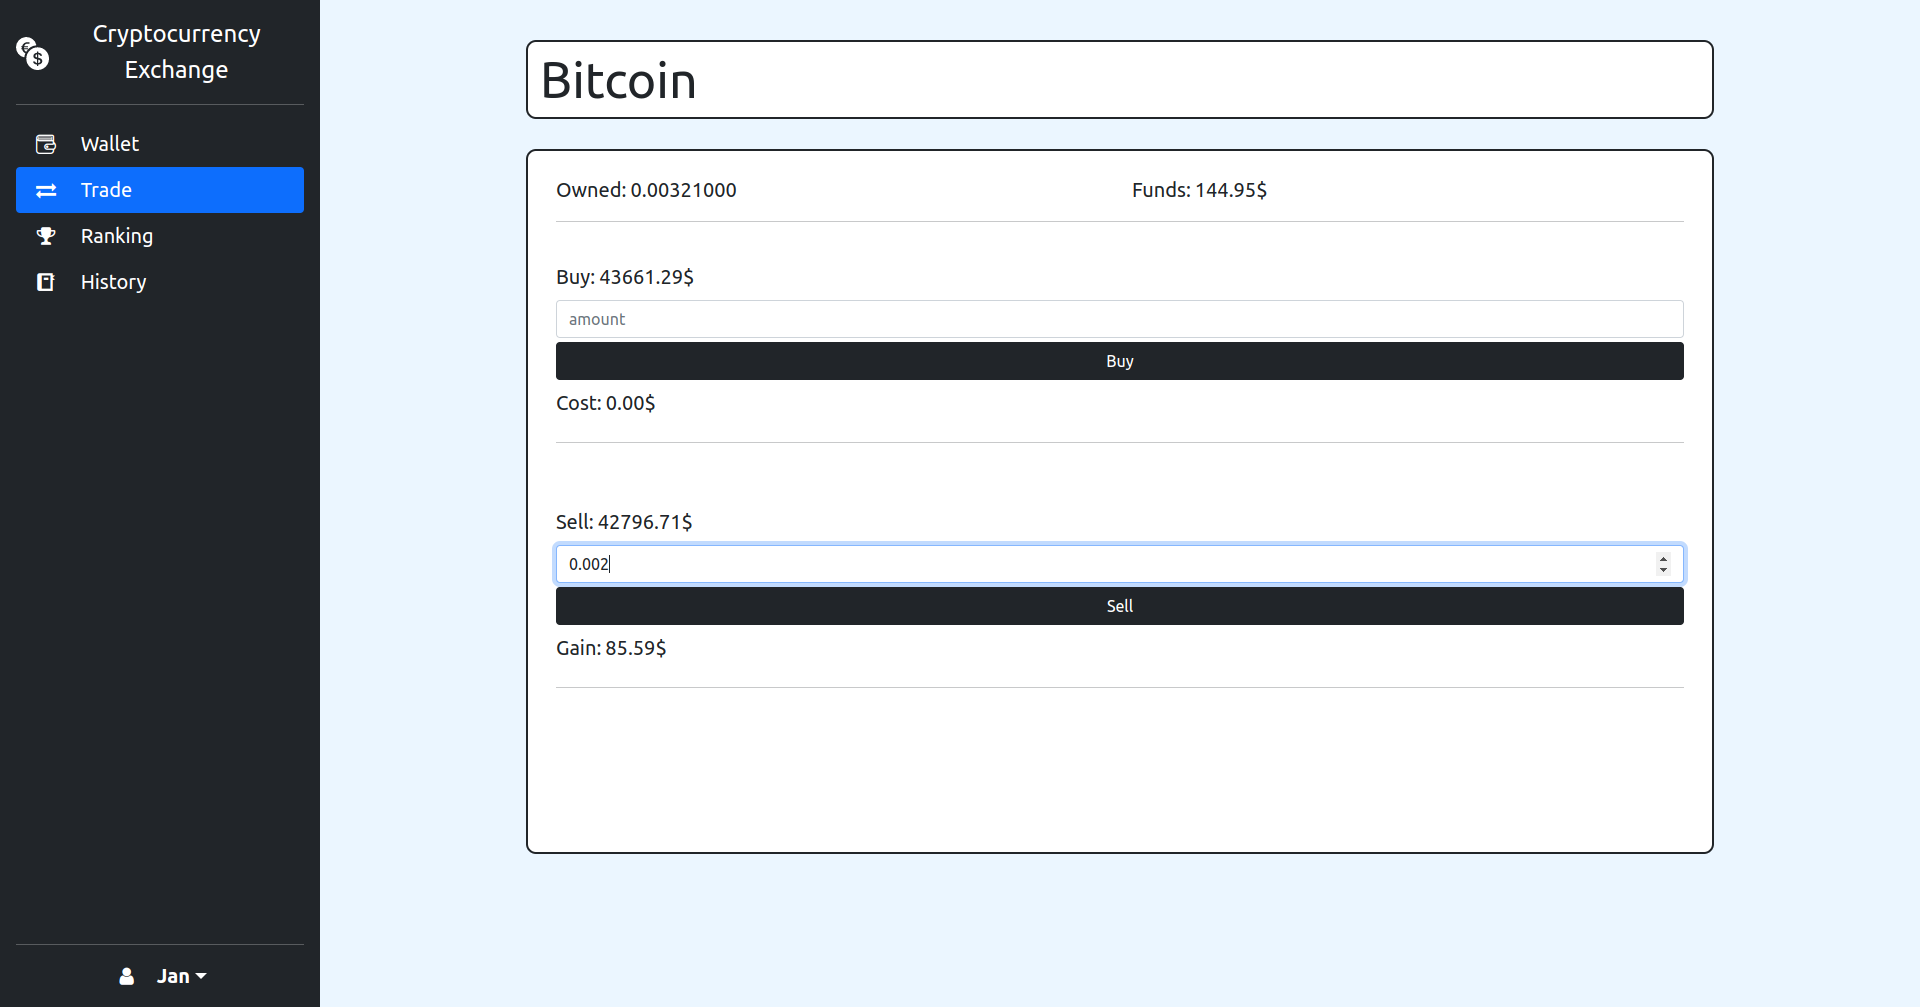 Cryptocurrency
Exchange
Wallet
Trade
Ranking
History
Jan
Bitcoin
Owned: 0.00321000
Funds: 144.95$
Buy: 43661.29$
amount
Buy
Cost: 0.00$
Sell: 42796.71$
0.002
Sell
Gain: 85.59$